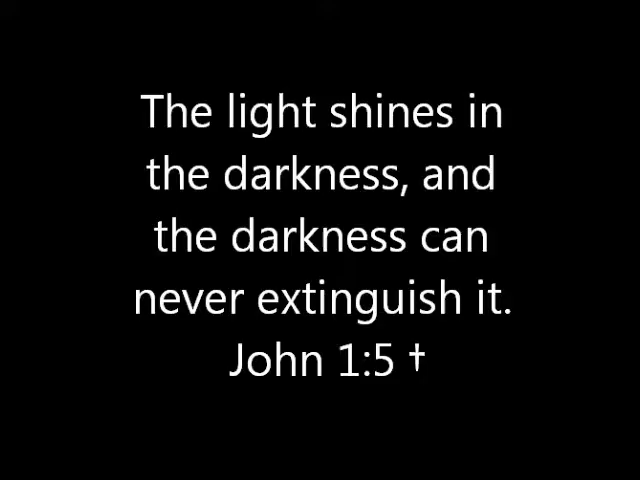 The light shines in
the darkness, and
the darkness can
never extinguish it.
John 1:5 †